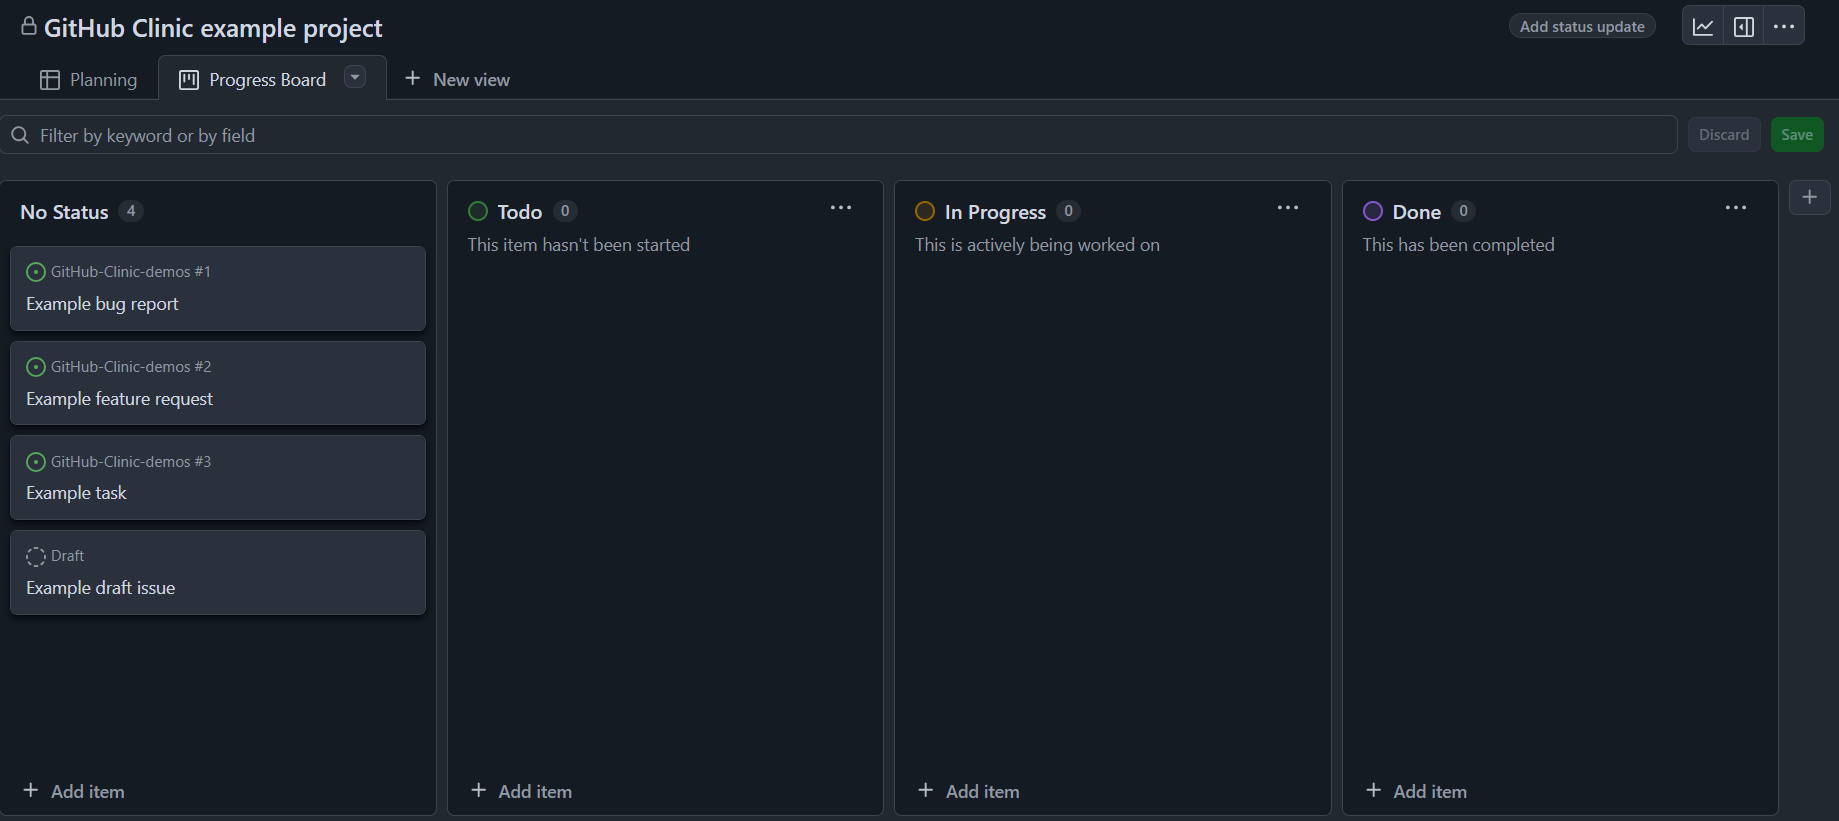 GitHub Clinic example project
Add status update
Planning
Progress Board
New view
Filter by keyword or by field
Discard
Save
No Status 4
GitHub-Clinic-demos #1
Example bug report
GitHub-Clinic-demos #2
Example feature request
GitHub-Clinic-demos #3
Example task
Draft
Example draft issue
+ Add item
Todo 0
This item hasn't been started
+ Add item
In Progress 0
This is actively being worked on
+ Add item
Done 0
This has been completed
+ Add item